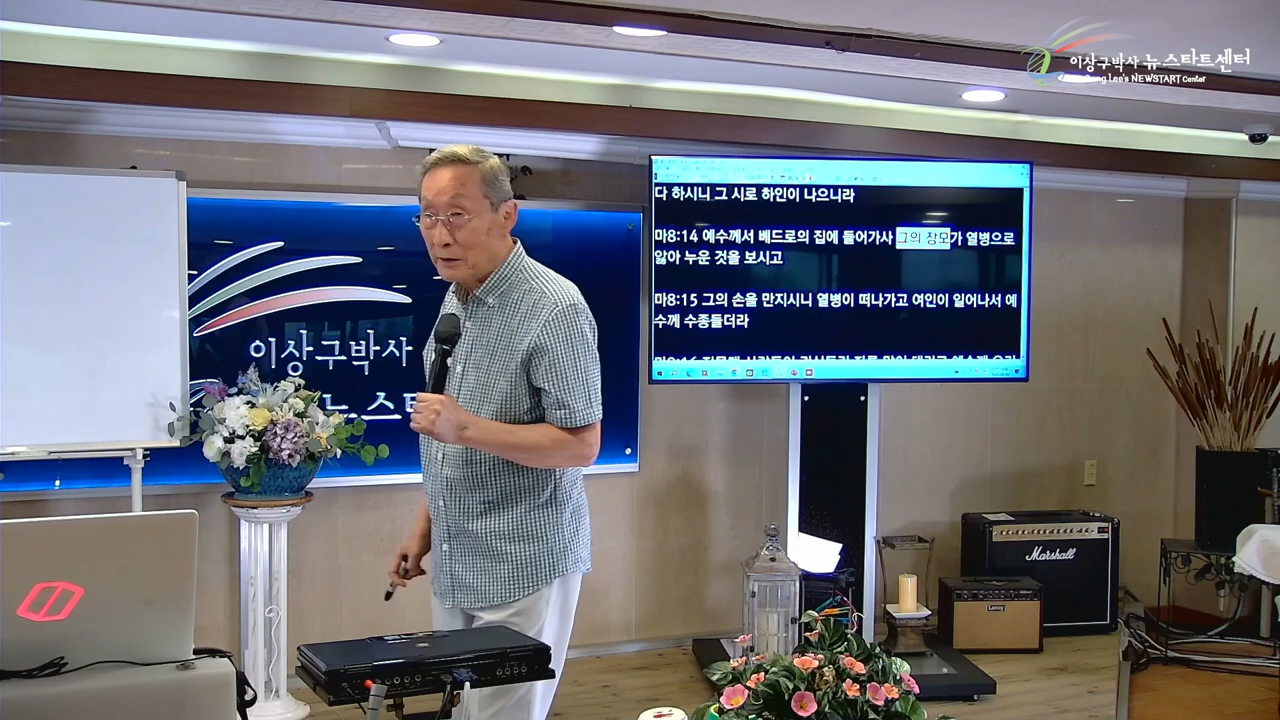 이상구박사 뉴스타트센터
Sang Lee's NEWSTART Center
다 하시니 그 시로 하인이 나으니라
마8:14 예수께서 베드로의 집에 들어가사 그의 장모가 열병으로
앓아 누운 것을 보시고
마8:15 그의 손을 만지시니 열병이 떠나가고 여인이 일어나서 예
수께 수종들더라
이상구박사
뉴스타
Marshall
Laney